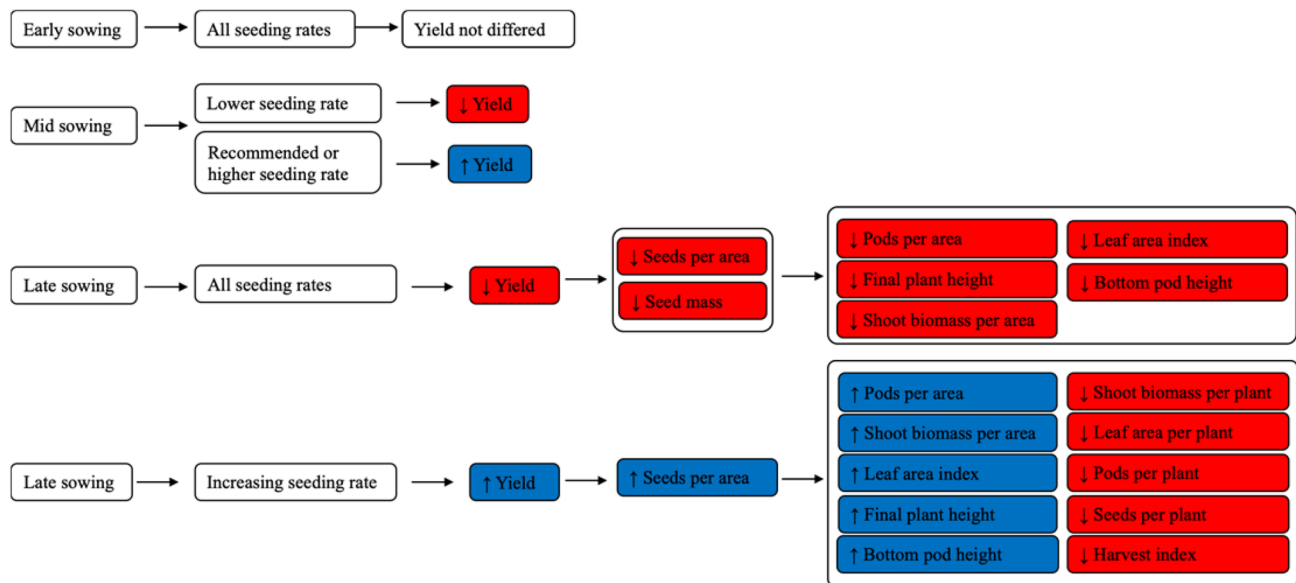 Early sowing
All seeding rates
Yield not differed
Mid sowing
Lower seeding rate
↓ Yield
Recommended or
higher seeding rate
↑ Yield
Late sowing
All seeding rates
↓ Yield
↓ Seeds per area
↓ Seed mass
↓ Pods per area
↓ Leaf area index
↓ Final plant height
↓ Bottom pod height
↓ Shoot biomass per area
Late sowing
Increasing seeding rate
↑ Yield
↑ Seeds per area
↑ Pods per area
↓ Shoot biomass per plant
↑ Shoot biomass per area
↓ Leaf area per plant
↑ Leaf area index
↓ Pods per plant
↑ Final plant height
↓ Seeds per plant
↑ Bottom pod height
↓ Harvest index